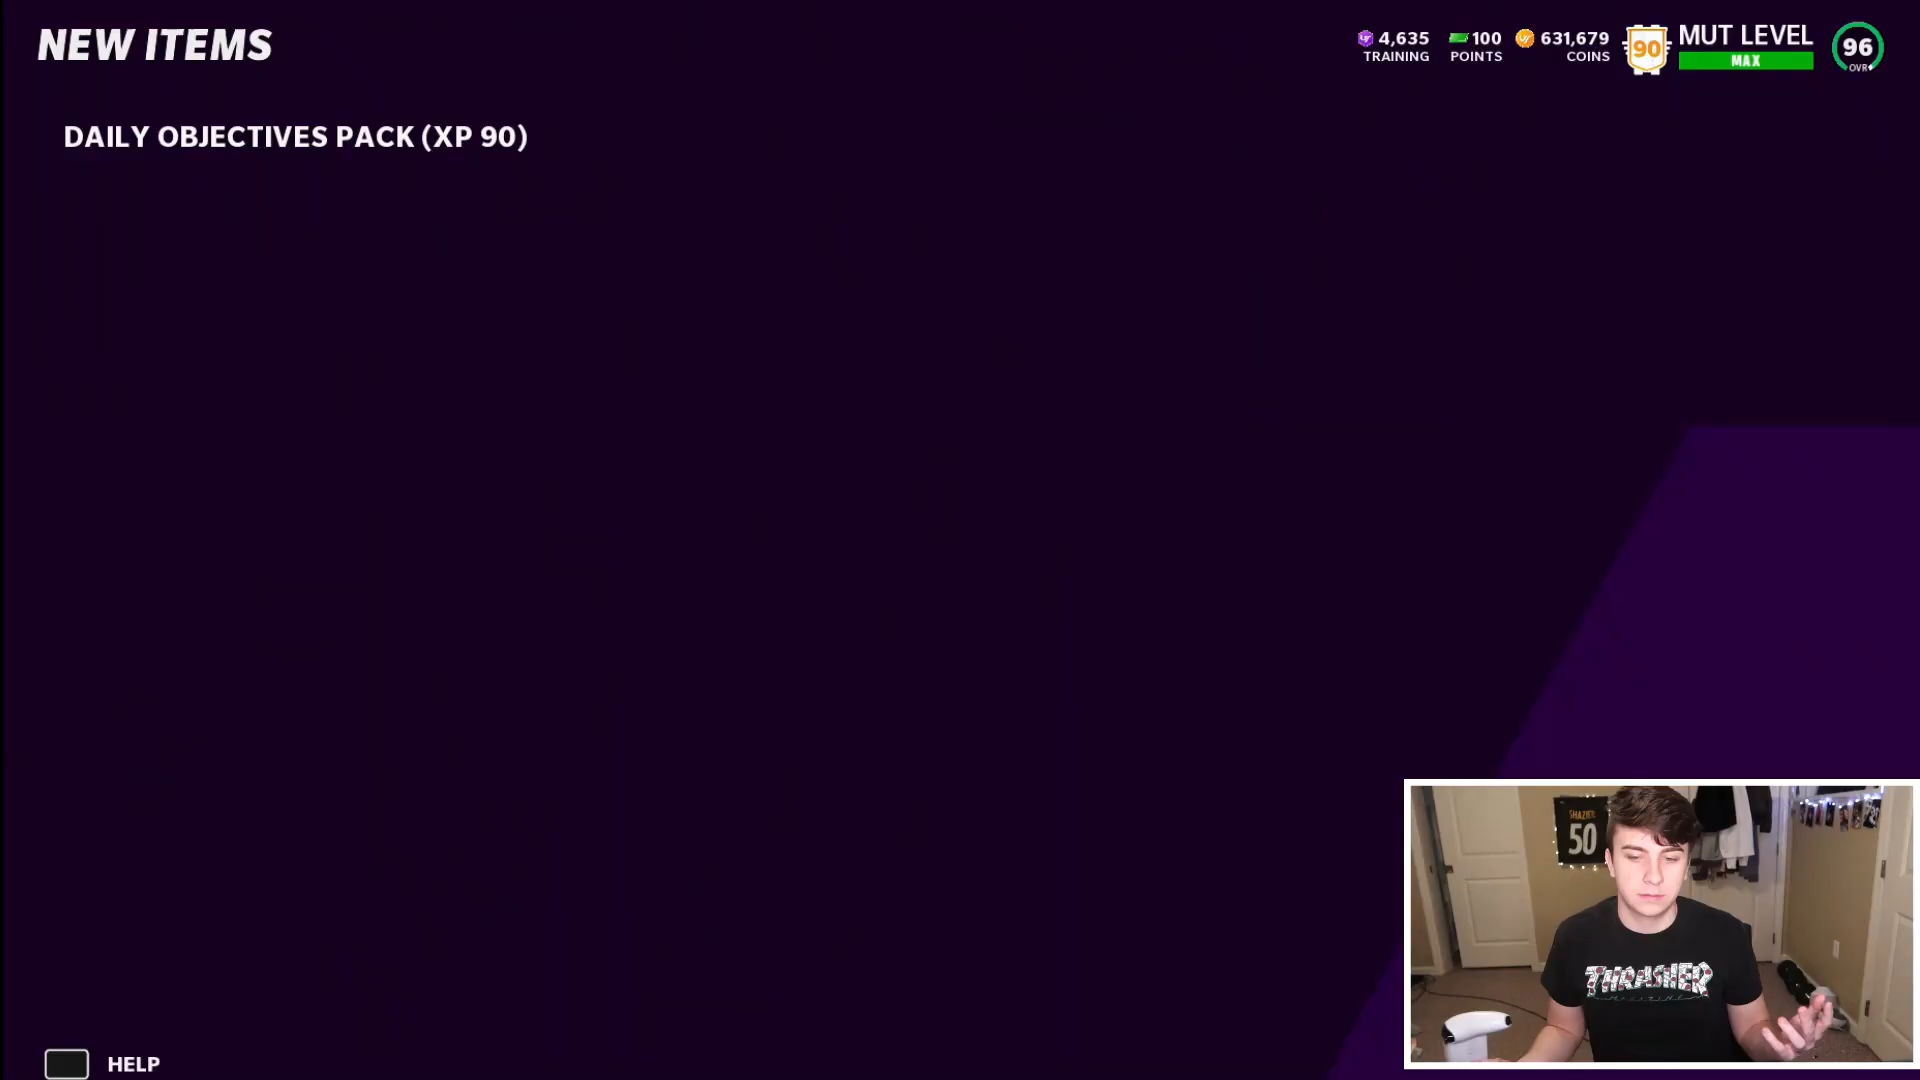 NEW ITEMS
4,635
TRAINING
100
POINTS
631,679
COINS
90
MUT LEVEL
MAX
96
OVR
DAILY OBJECTIVES PACK (XP 90)
50
THRASHER
HELP